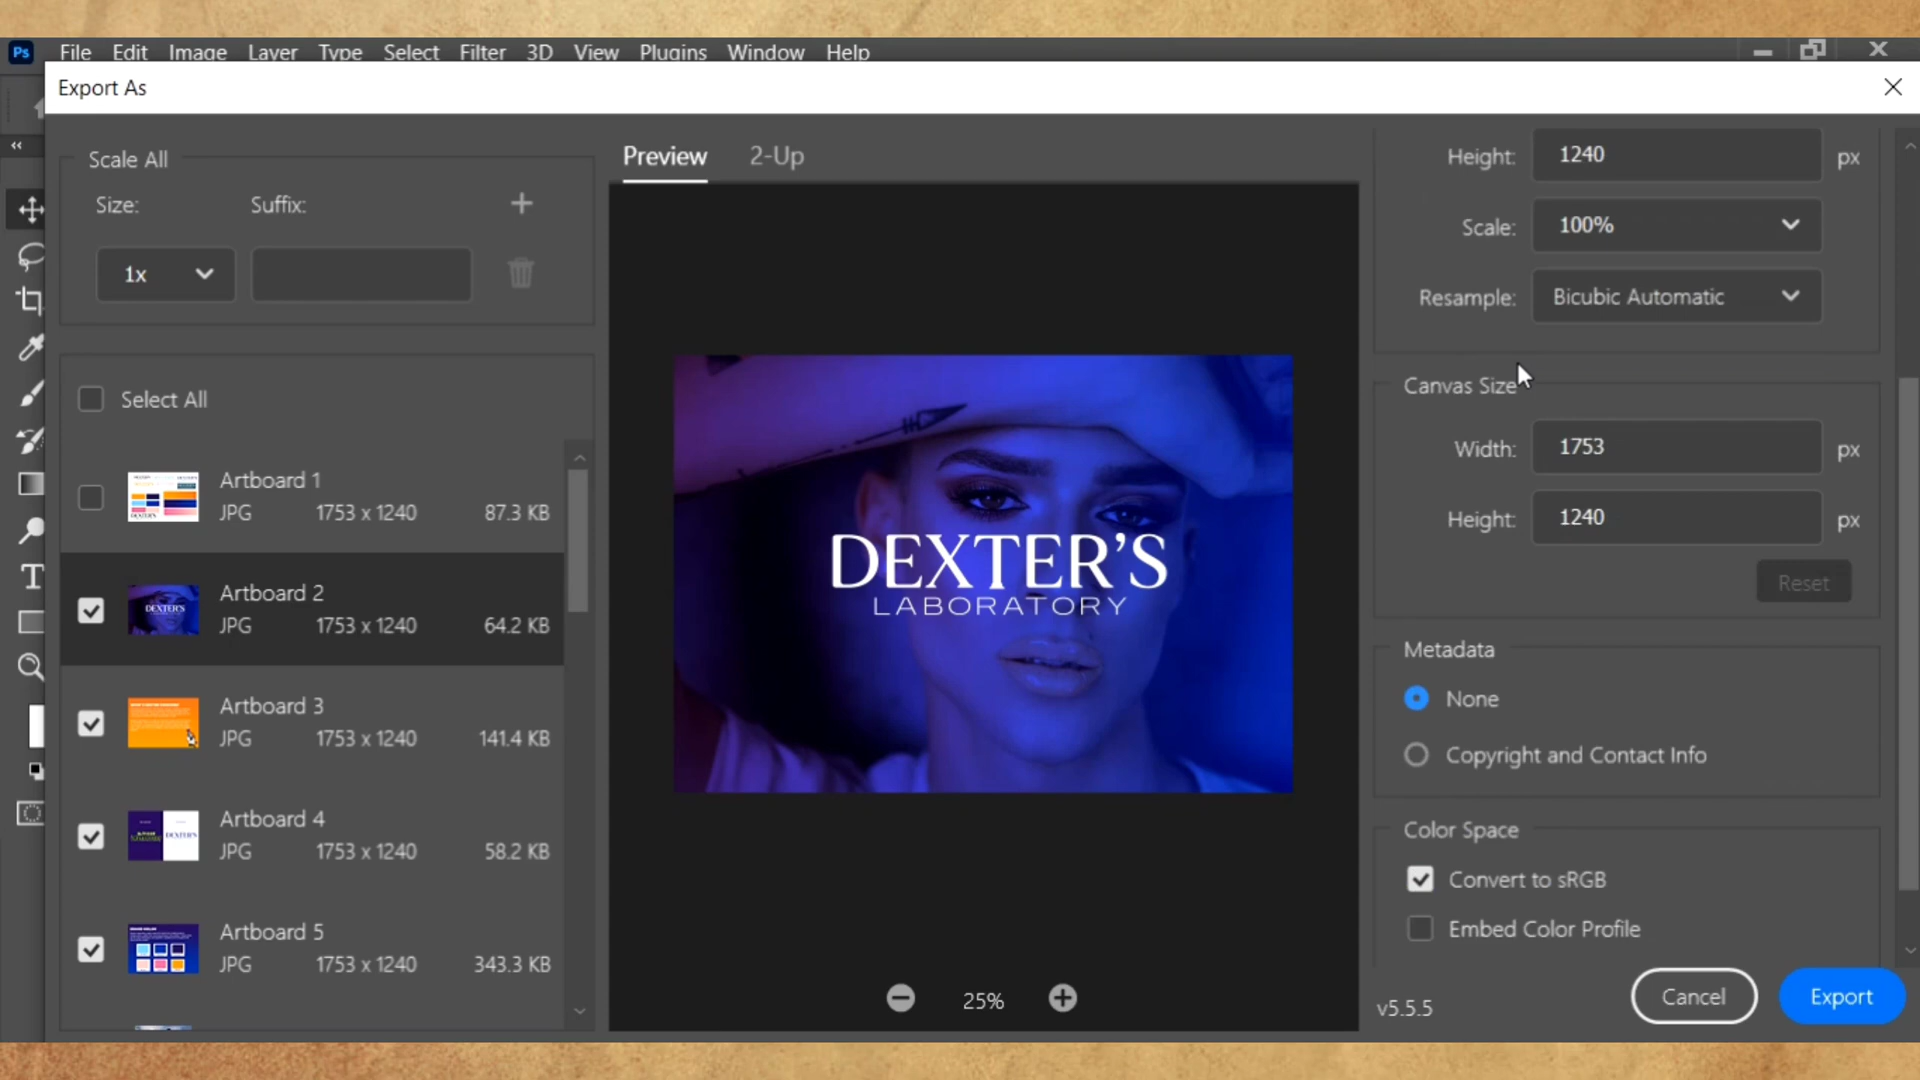 Ps File Edit Image Layer Type Select Filter 3D View Plugins Window Help
Export As
Scale All
Size: Suffix:
1x
Select All
Artboard 1
JPG 1753 x 1240 87.3 KB
Artboard 2
JPG 1753 x 1240 64.2 KB
Artboard 3
JPG 1753 x 1240 141.4 KB
Artboard 4
JPG 1753 x 1240 58.2 KB
Artboard 5
JPG 1753 x 1240 343.3 KB
Preview 2-Up
DEXTER'S
LABORATORY
25%
Height: 1240 px
Scale: 100%
Resample: Bicubic Automatic
Canvas Size
Width: 1753 px
Height: 1240 px
Reset
Metadata
None
Copyright and Contact Info
Color Space
Convert to sRGB
Embed Color Profile
v5.5.5
Cancel Export